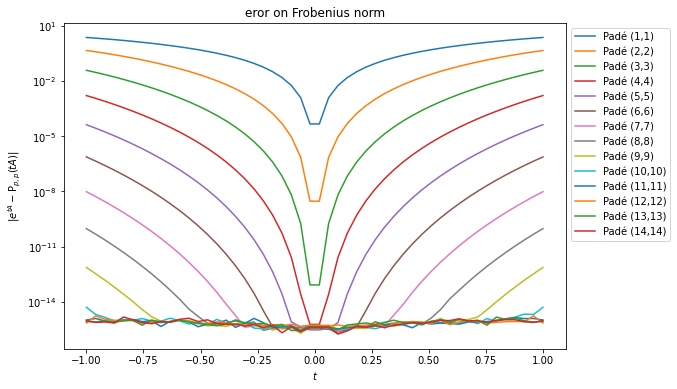 eror on Frobenius norm
10¹
10⁻²
10⁻⁵
10⁻⁸
10⁻¹¹
10⁻¹⁴
|e^{tA} − P_{p,p}(tA)|
−1.00 −0.75 −0.50 −0.25 0.00 0.25 0.50 0.75 1.00
t
Padé (1,1)
Padé (2,2)
Padé (3,3)
Padé (4,4)
Padé (5,5)
Padé (6,6)
Padé (7,7)
Padé (8,8)
Padé (9,9)
Padé (10,10)
Padé (11,11)
Padé (12,12)
Padé (13,13)
Padé (14,14)